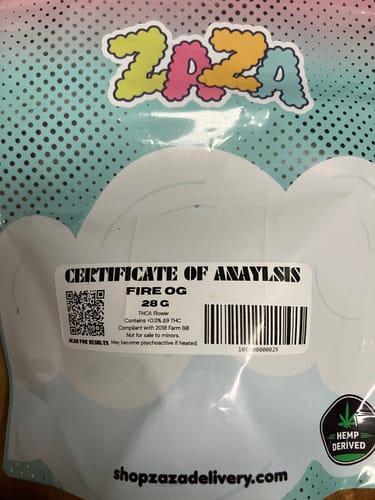 ZAZA
CERTIFICATE OF ANAYLSIS
FIRE OG
28 G
THCA Flower
Contains <0.3% Δ9 THC
Compliant with 2018 Farm Bill
Not for sale to minors.
May become psychoactive if heated.
SCAN FOR RESULTS
HEMP
DERIVED
shopzazadelivery.com